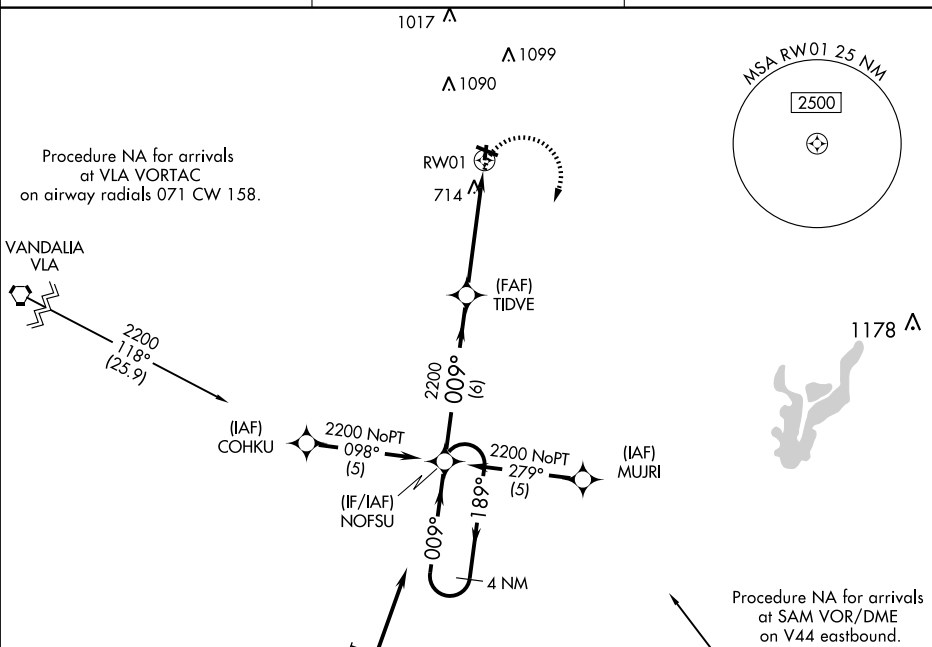 1017
1099
1090
MSA RW01 25 NM
2500
Procedure NA for arrivals
at VLA VORTAC
on airway radials 071 CW 158.
RW01
714
VANDALIA
VLA
(FAF)
TIDVE
2200
118°
(25.9)
1178
2200
009°
(6)
(IAF)
COHKU
2200 NoPT
098°
(5)
2200 NoPT
279°
(5)
(IAF)
MUJRI
(IF/IAF)
NOFSU
009°
189°
4 NM
Procedure NA for arrivals
at SAM VOR/DME
on V44 eastbound.